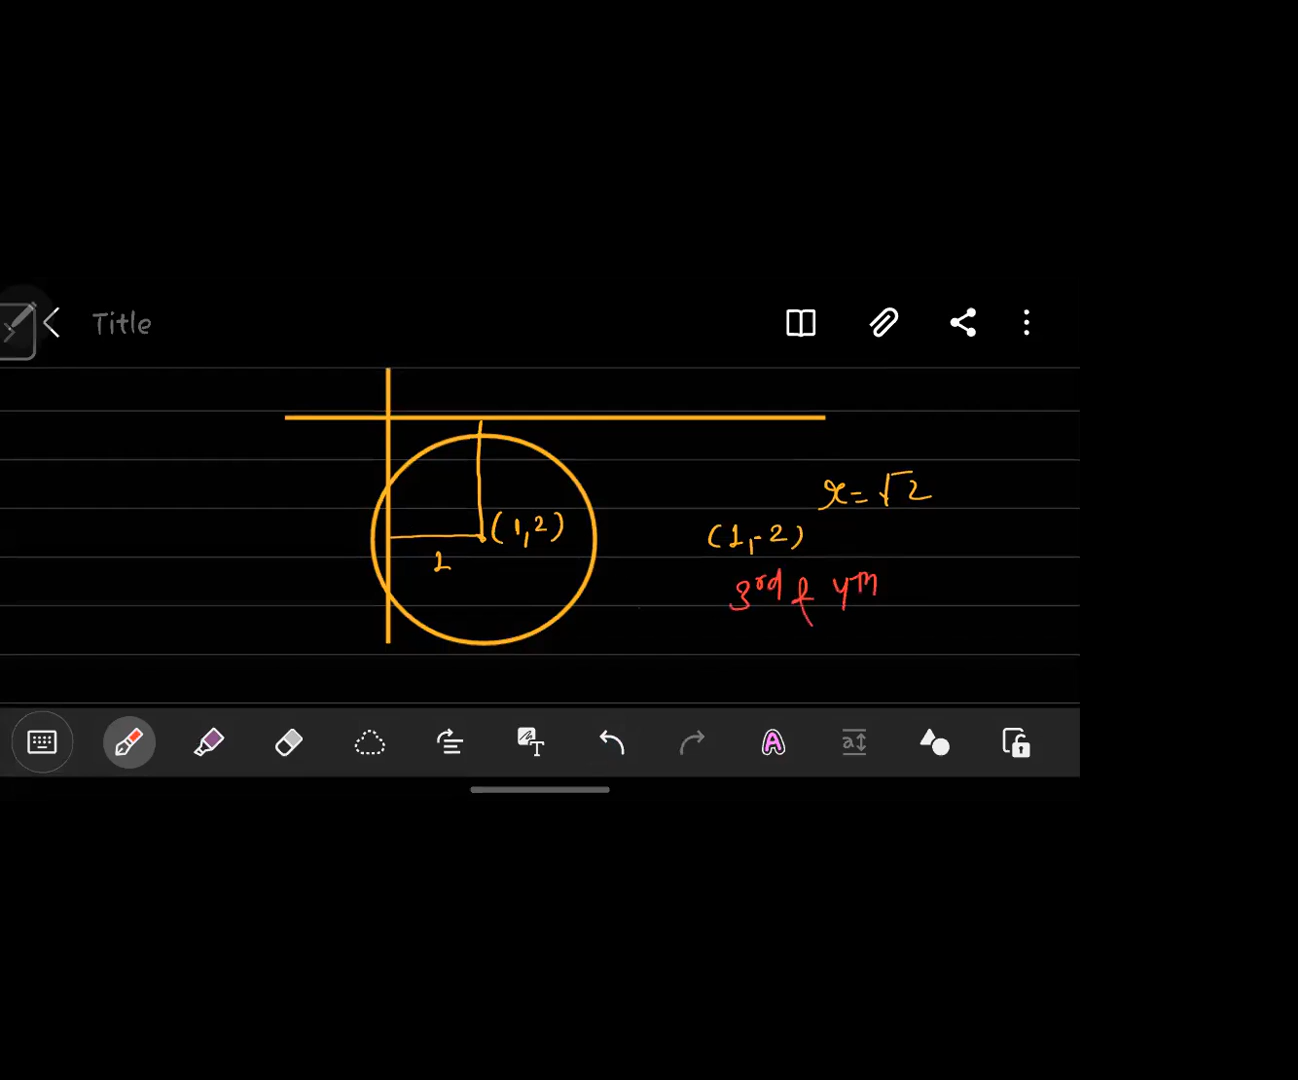 Title
(1,2)
1
r=√2
(1,-2)
3rd & 4th
A
T
a